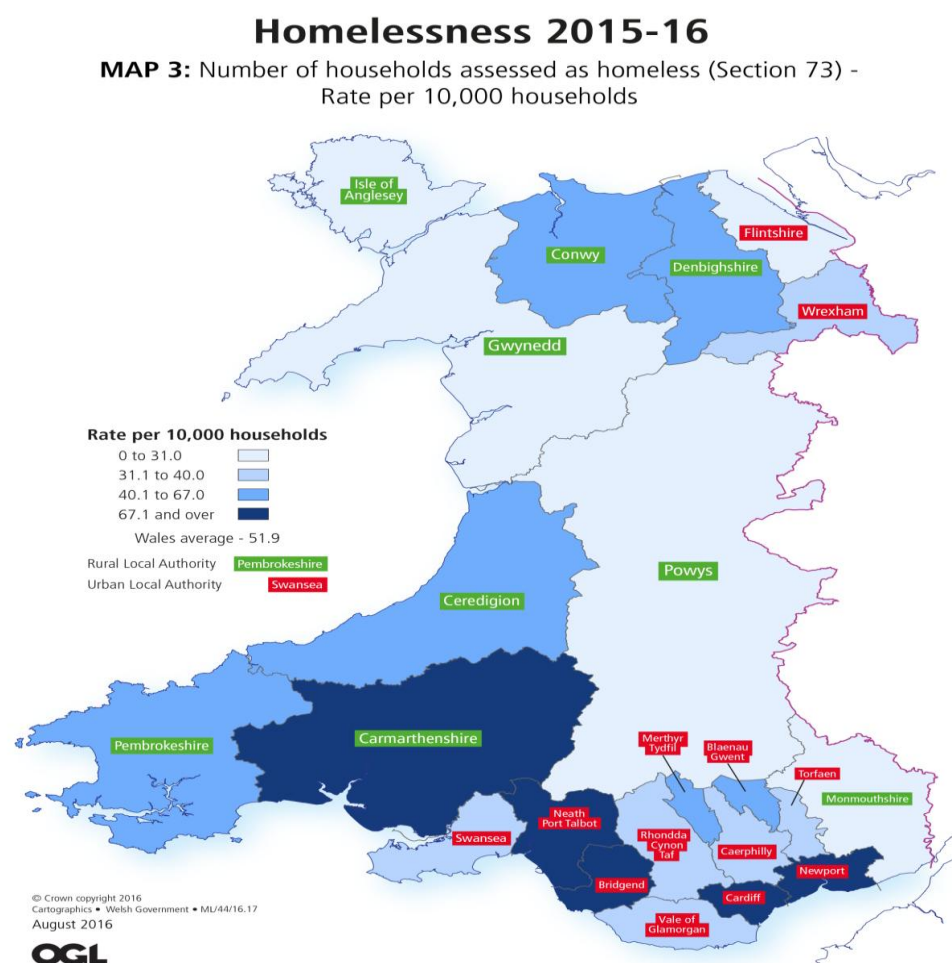 Homelessness 2015-16
MAP 3: Number of households assessed as homeless (Section 73) -
Rate per 10,000 households
Isle of
Anglesey
Flintshire
Conwy
Denbighshire
Wrexham
Gwynedd
Rate per 10,000 households
0 to 31.0
31.1 to 40.0
40.1 to 67.0
67.1 and over
Wales average - 51.9
Rural Local Authority Pembrokeshire
Urban Local Authority Swansea
Powys
Ceredigion
Pembrokeshire
Carmarthenshire
Merthyr
Tydfil
Blaenau
Gwent
Torfaen
Monmouthshire
Neath
Port Talbot
Swansea
Rhondda
Cynon
Taf
Caerphilly
Newport
Bridgend
Cardiff
Vale of
Glamorgan
© Crown copyright 2016
Cartographics • Welsh Government • ML/44/16.17
August 2016
OGL